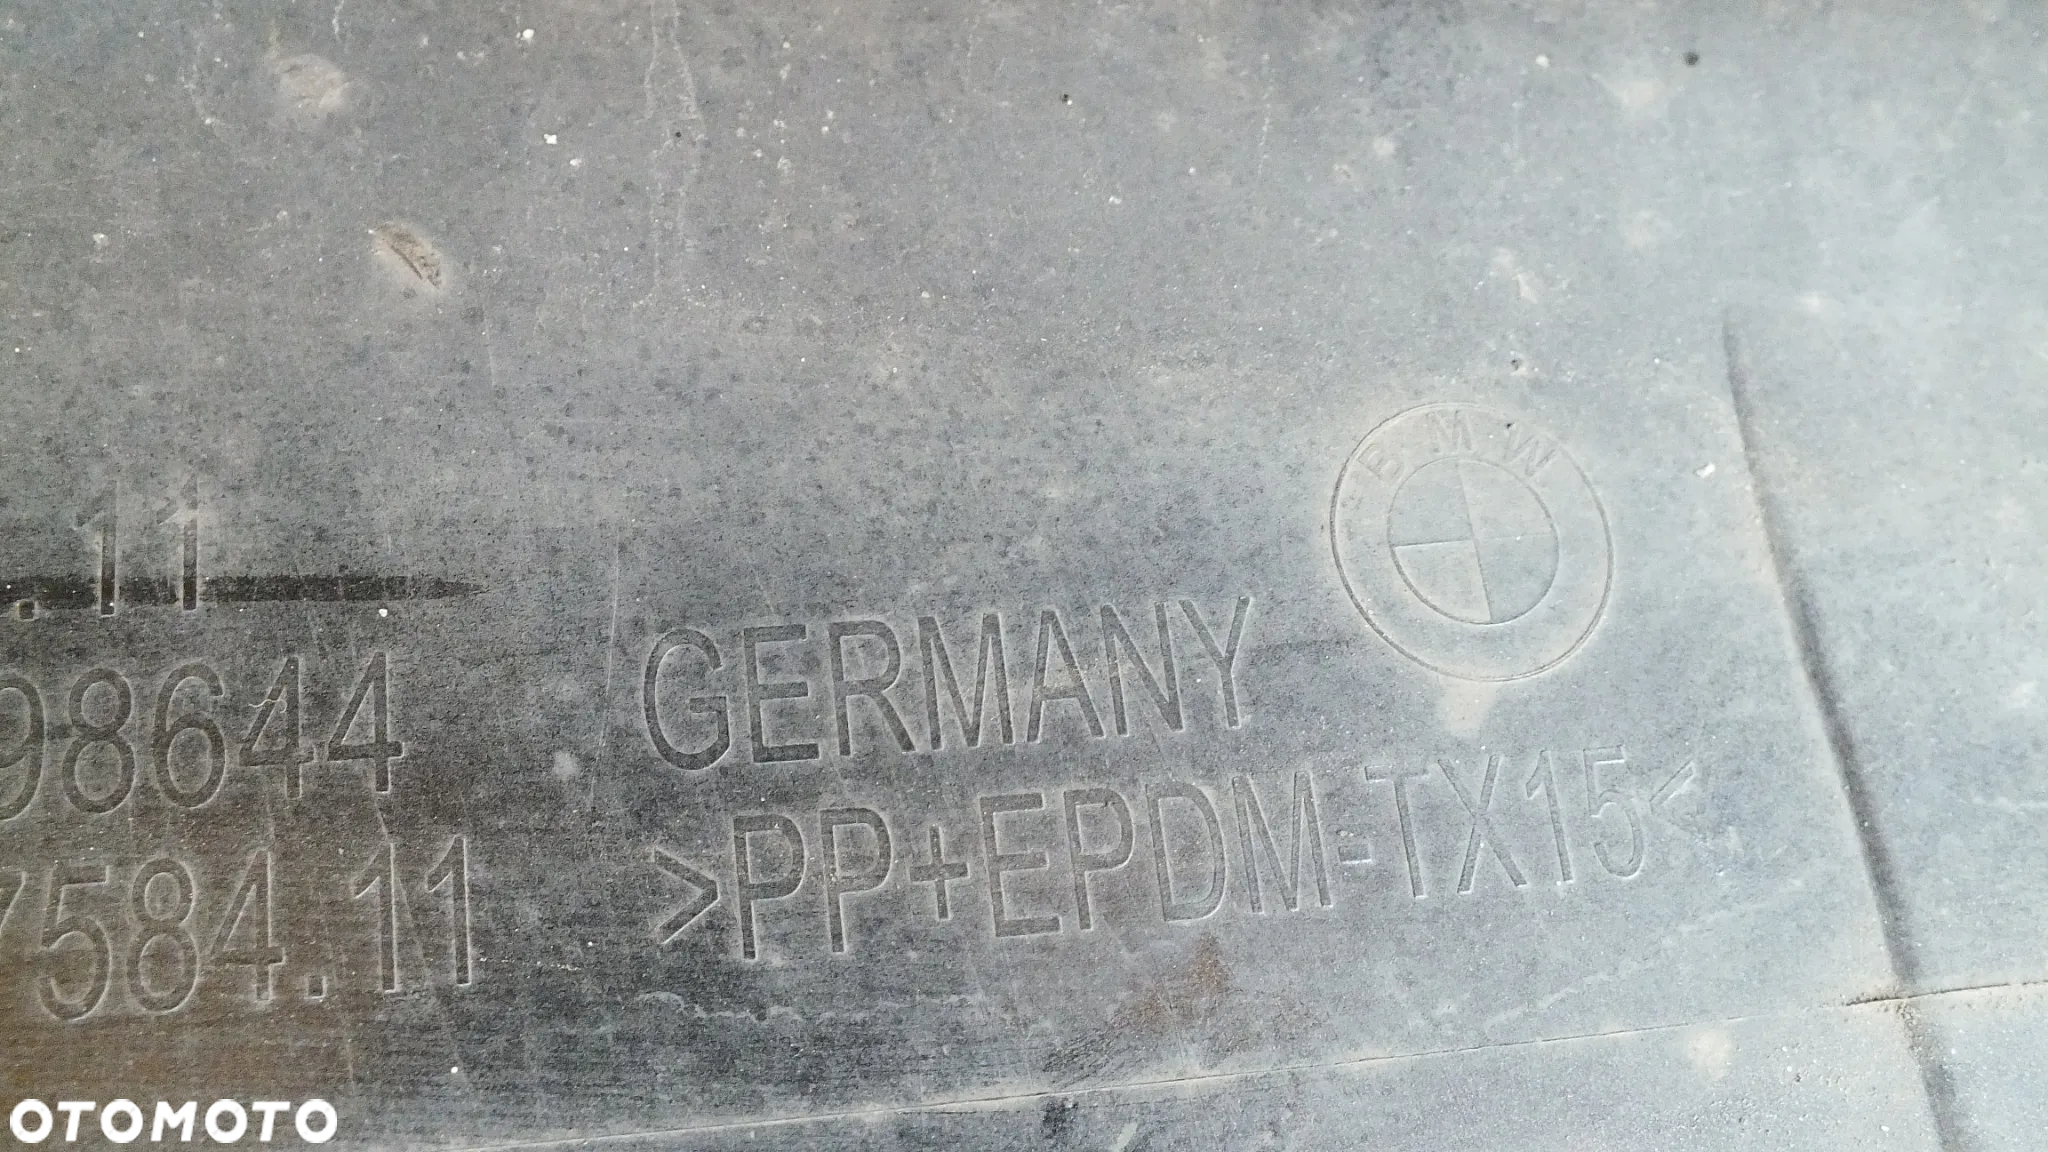 .11
98644
7584.11
GERMANY
>PP+EPDM-TX15<
BMW
OTOMOTO